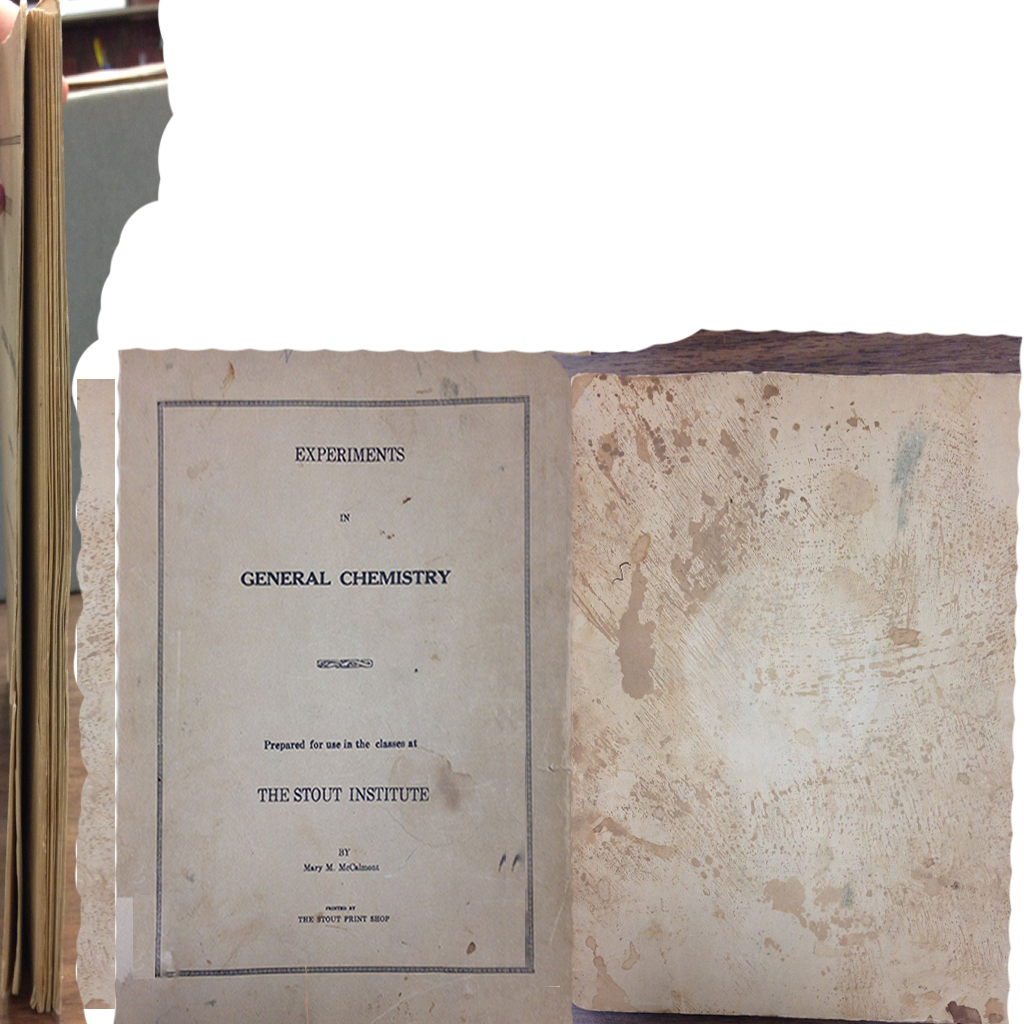 EXPERIMENTS
IN
GENERAL CHEMISTRY
Prepared for use in the classes at
THE STOUT INSTITUTE
BY
Mary M. McCalmont
PRINTED BY
THE STOUT PRINT SHOP